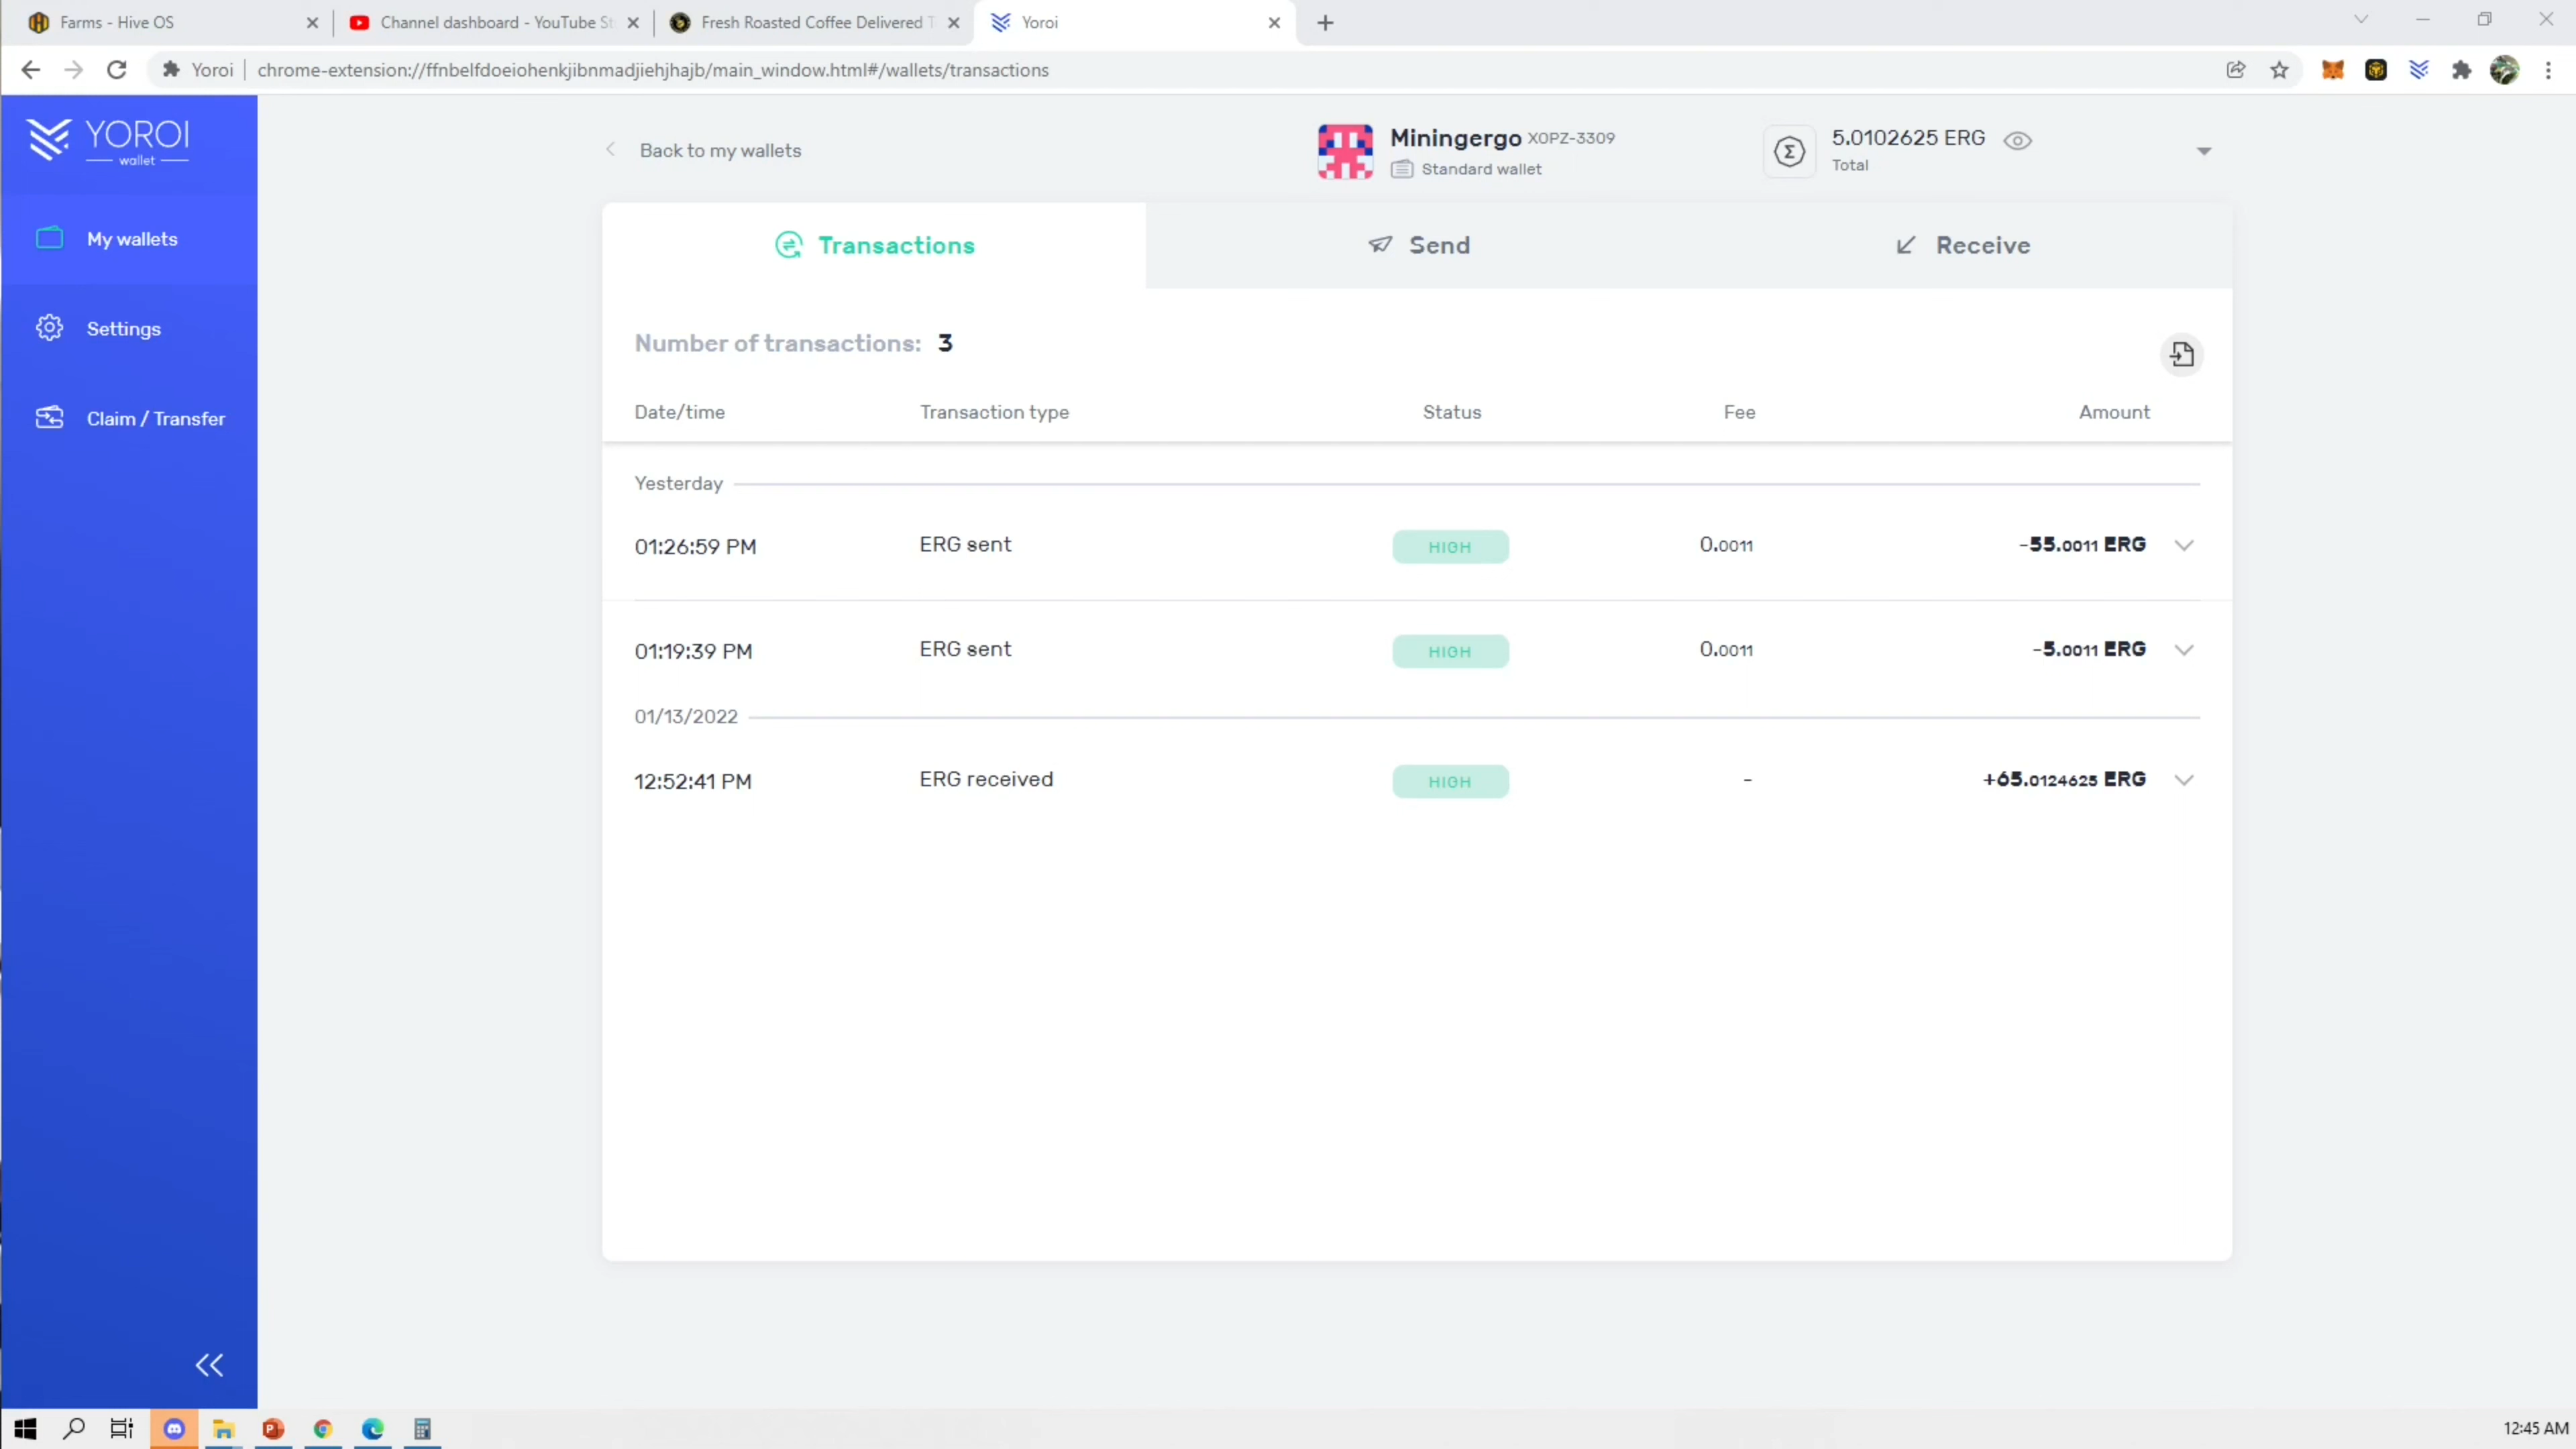 Farms - Hive OS
Channel dashboard - YouTube St
Fresh Roasted Coffee Delivered T
Yoroi
Yoroi chrome-extension://ffnbelfdoeiohenkjibnmadjiehjhajb/main_window.html#/wallets/transactions
YOROI
wallet
My wallets
Settings
Claim / Transfer
Back to my wallets
Miningergo XOPZ-3309
Standard wallet
5.0102625 ERG
Total
Transactions
Send
Receive
Number of transactions: 3
Date/time Transaction type Status Fee Amount
Yesterday
01:26:59 PM ERG sent HIGH 0.0011 -55.0011 ERG
01:19:39 PM ERG sent HIGH 0.0011 -5.0011 ERG
01/13/2022
12:52:41 PM ERG received HIGH - +65.0124625 ERG
12:45 AM